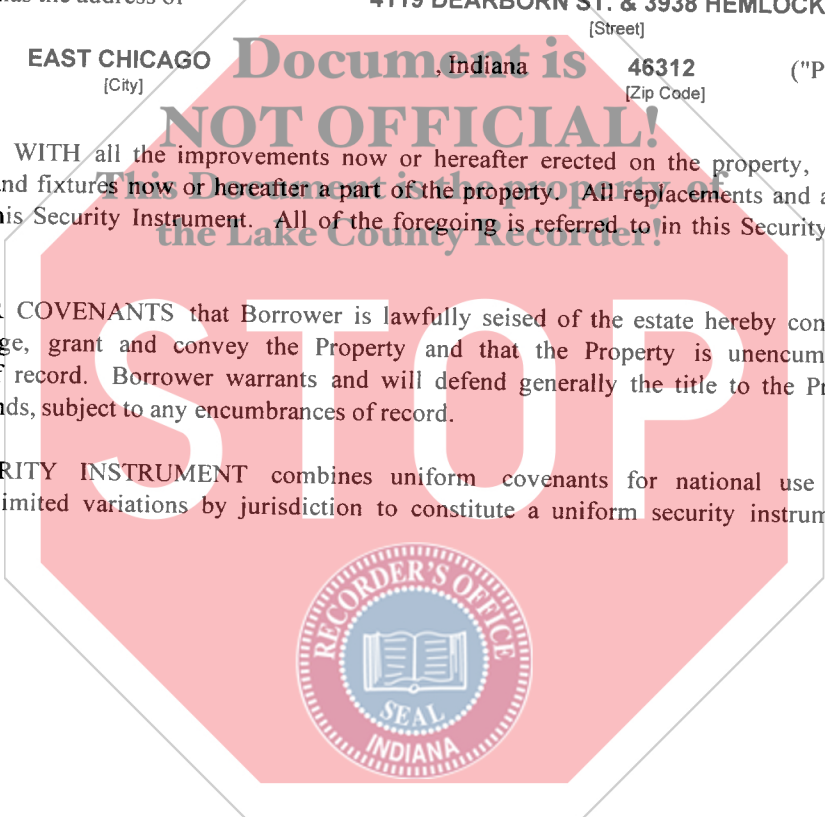 has the address of 4119 DEARBORN ST. & 3938 HEMLOCK
[Street]
EAST CHICAGO , Indiana 46312 ("P
[City] [Zip Code]
Document is
NOT OFFICIAL!
This Document is the property of
the Lake County Recorder!
WITH all the improvements now or hereafter erected on the property,
nd fixtures now or hereafter a part of the property. All replacements and a
is Security Instrument. All of the foregoing is referred to in this Security
R COVENANTS that Borrower is lawfully seised of the estate hereby con
ge, grant and convey the Property and that the Property is unencum
f record. Borrower warrants and will defend generally the title to the Pr
nds, subject to any encumbrances of record.
RITY INSTRUMENT combines uniform covenants for national use
imited variations by jurisdiction to constitute a uniform security instrum
STOP
RECORDER'S OFFICE
SEAL
INDIANA